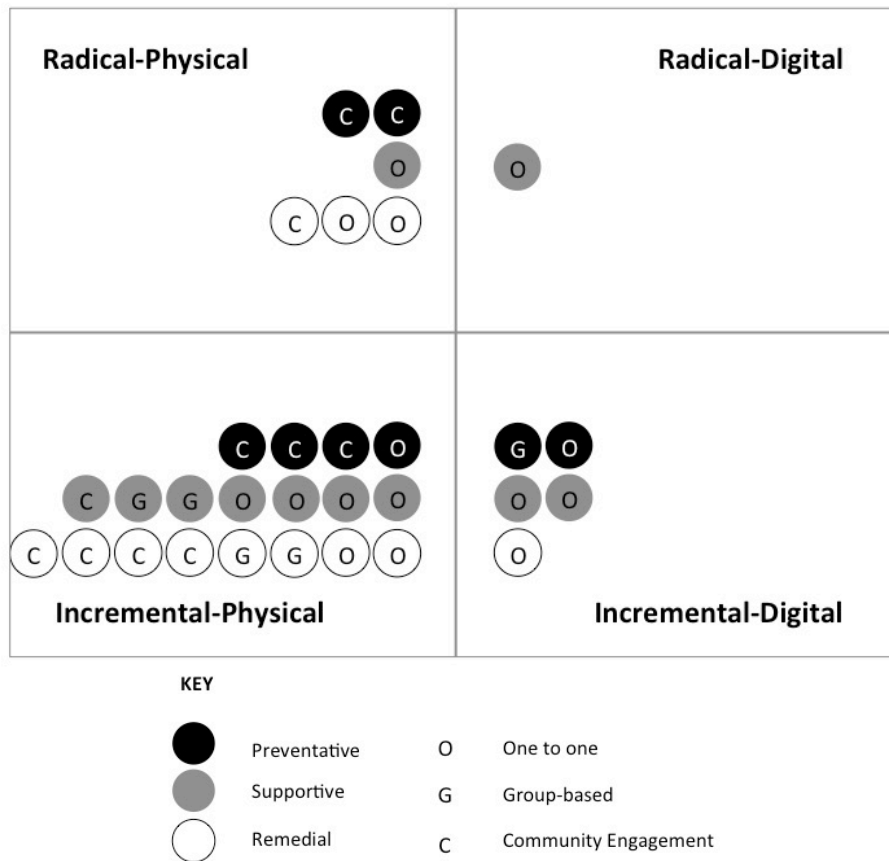 Radical-Physical
Radical-Digital
C C
O
O
C O O
C C C O
G O
C G G O O O O
O O
C C C C G G O O
O
Incremental-Physical
Incremental-Digital
KEY
Preventative
O One to one
Supportive
G Group-based
Remedial
C Community Engagement